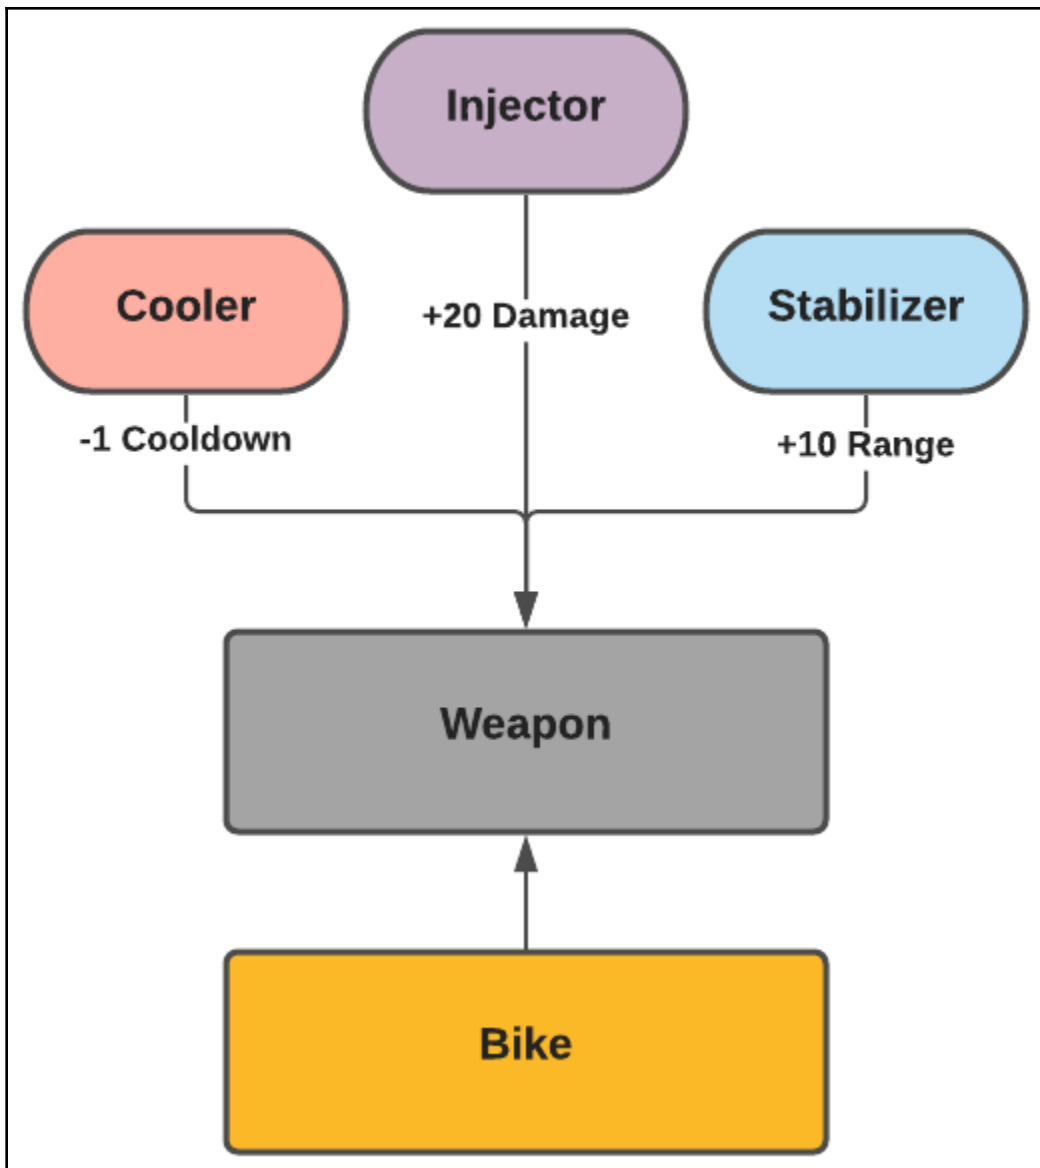 Injector
Cooler
Stabilizer
+20 Damage
-1 Cooldown
+10 Range
Weapon
Bike